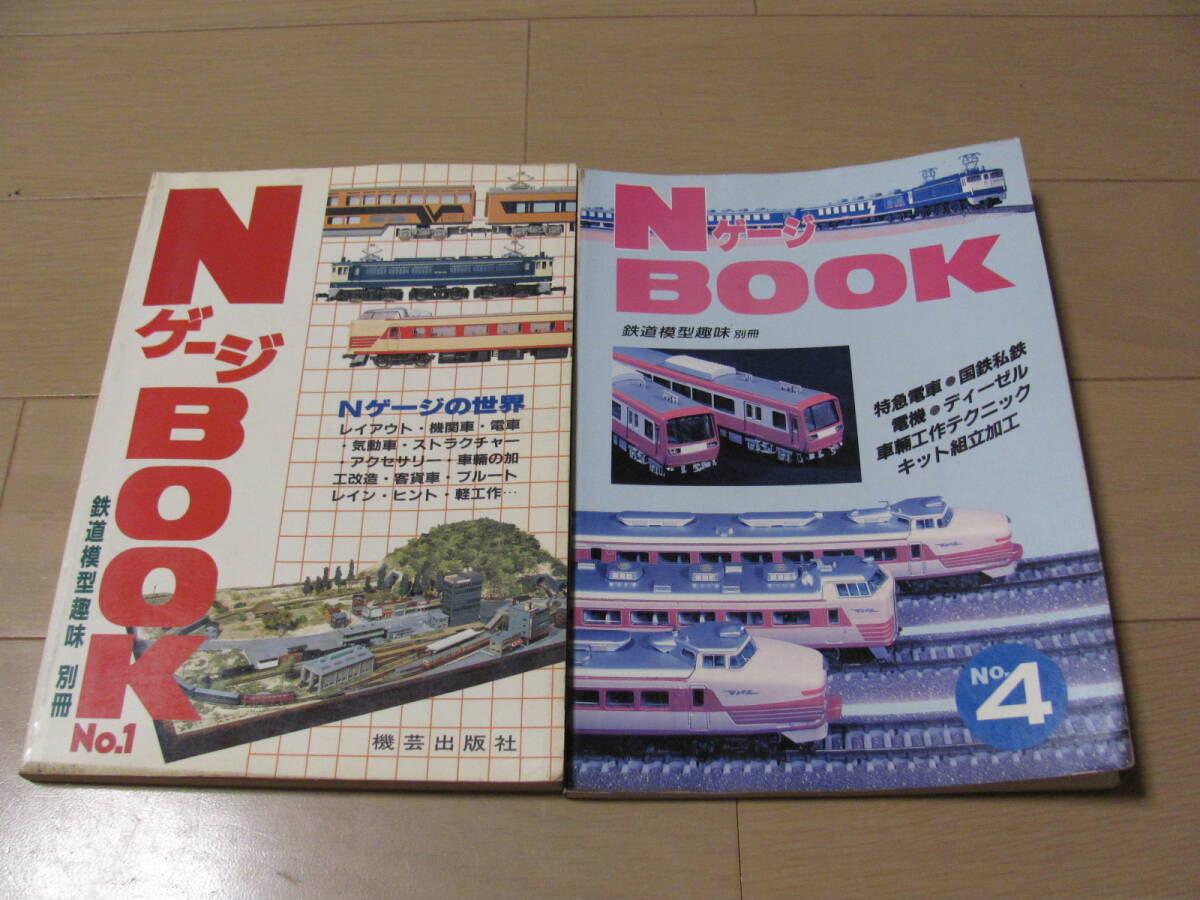 Nゲージ BOOK
鉄道模型趣味 別冊
No.1
Nゲージの世界
レイアウト・機関車・電車
・気動車・ストラクチャー
・アクセサリー・車輛の加
工改造・客貨車・プルート
レイン・ヒント・軽工作…
機芸出版社
Nゲージ
BOOK
鉄道模型趣味 別冊
特急電車●国鉄私鉄
電機●ディーゼル
車輛工作テクニック
キット組立加工
No.
4